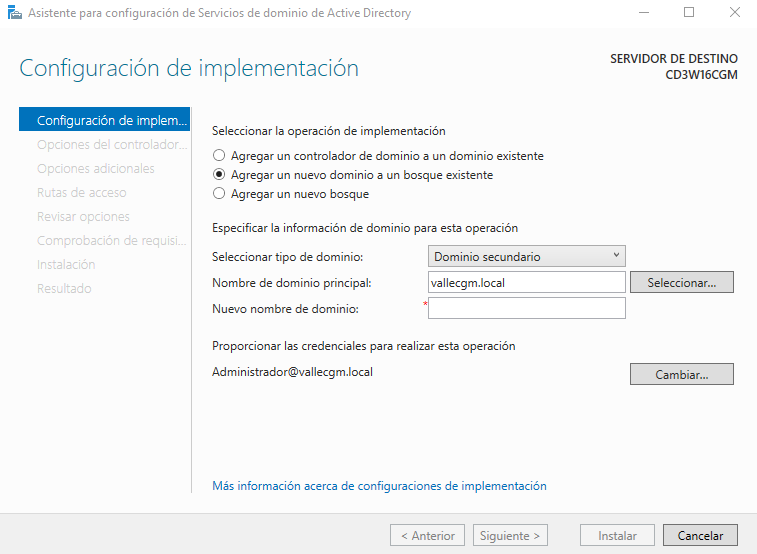 Asistente para configuración de Servicios de dominio de Active Directory
Configuración de implementación
SERVIDOR DE DESTINO
CD3W16CGM
Configuración de implem...
Opciones del controlador...
Opciones adicionales
Rutas de acceso
Revisar opciones
Comprobación de requisi...
Instalación
Resultado
Seleccionar la operación de implementación
Agregar un controlador de dominio a un dominio existente
Agregar un nuevo dominio a un bosque existente
Agregar un nuevo bosque
Especificar la información de dominio para esta operación
Seleccionar tipo de dominio: Dominio secundario
Nombre de dominio principal: vallecgm.local Seleccionar...
Nuevo nombre de dominio: *
Proporcionar las credenciales para realizar esta operación
Administrador@vallecgm.local Cambiar...
Más información acerca de configuraciones de implementación
< Anterior Siguiente > Instalar Cancelar